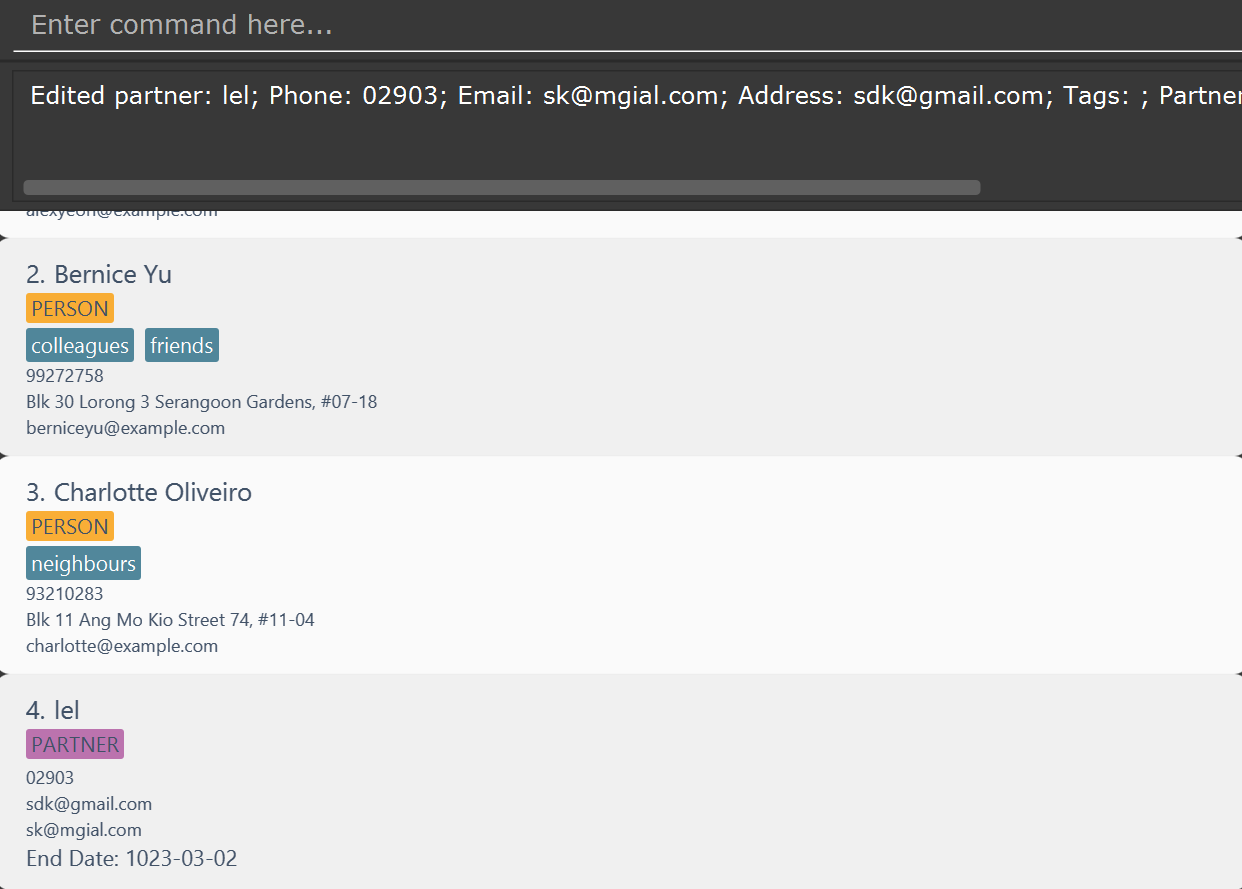 Enter command here...
Edited partner: lel; Phone: 02903; Email: sk@mgial.com; Address: sdk@gmail.com; Tags: ; Partner
alexyeoh@example.com
2. Bernice Yu
PERSON
colleagues friends
99272758
Blk 30 Lorong 3 Serangoon Gardens, #07-18
berniceyu@example.com
3. Charlotte Oliveiro
PERSON
neighbours
93210283
Blk 11 Ang Mo Kio Street 74, #11-04
charlotte@example.com
4. lel
PARTNER
02903
sdk@gmail.com
sk@mgial.com
End Date: 1023-03-02